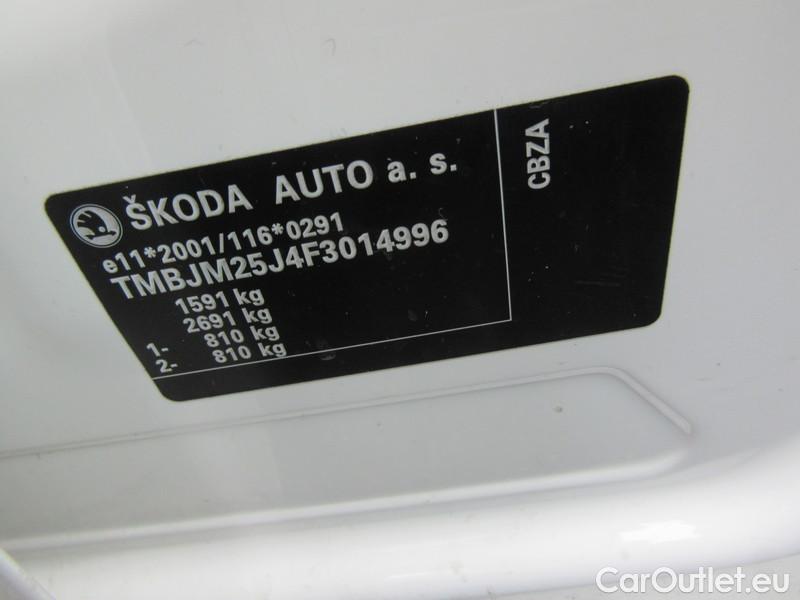 ŠKODA AUTO a. s.
e11*2001/116*0291
TMBJM25J4F3014996
1591 kg
2691 kg
1- 810 kg
2- 810 kg
CBZA
CarOutlet.eu